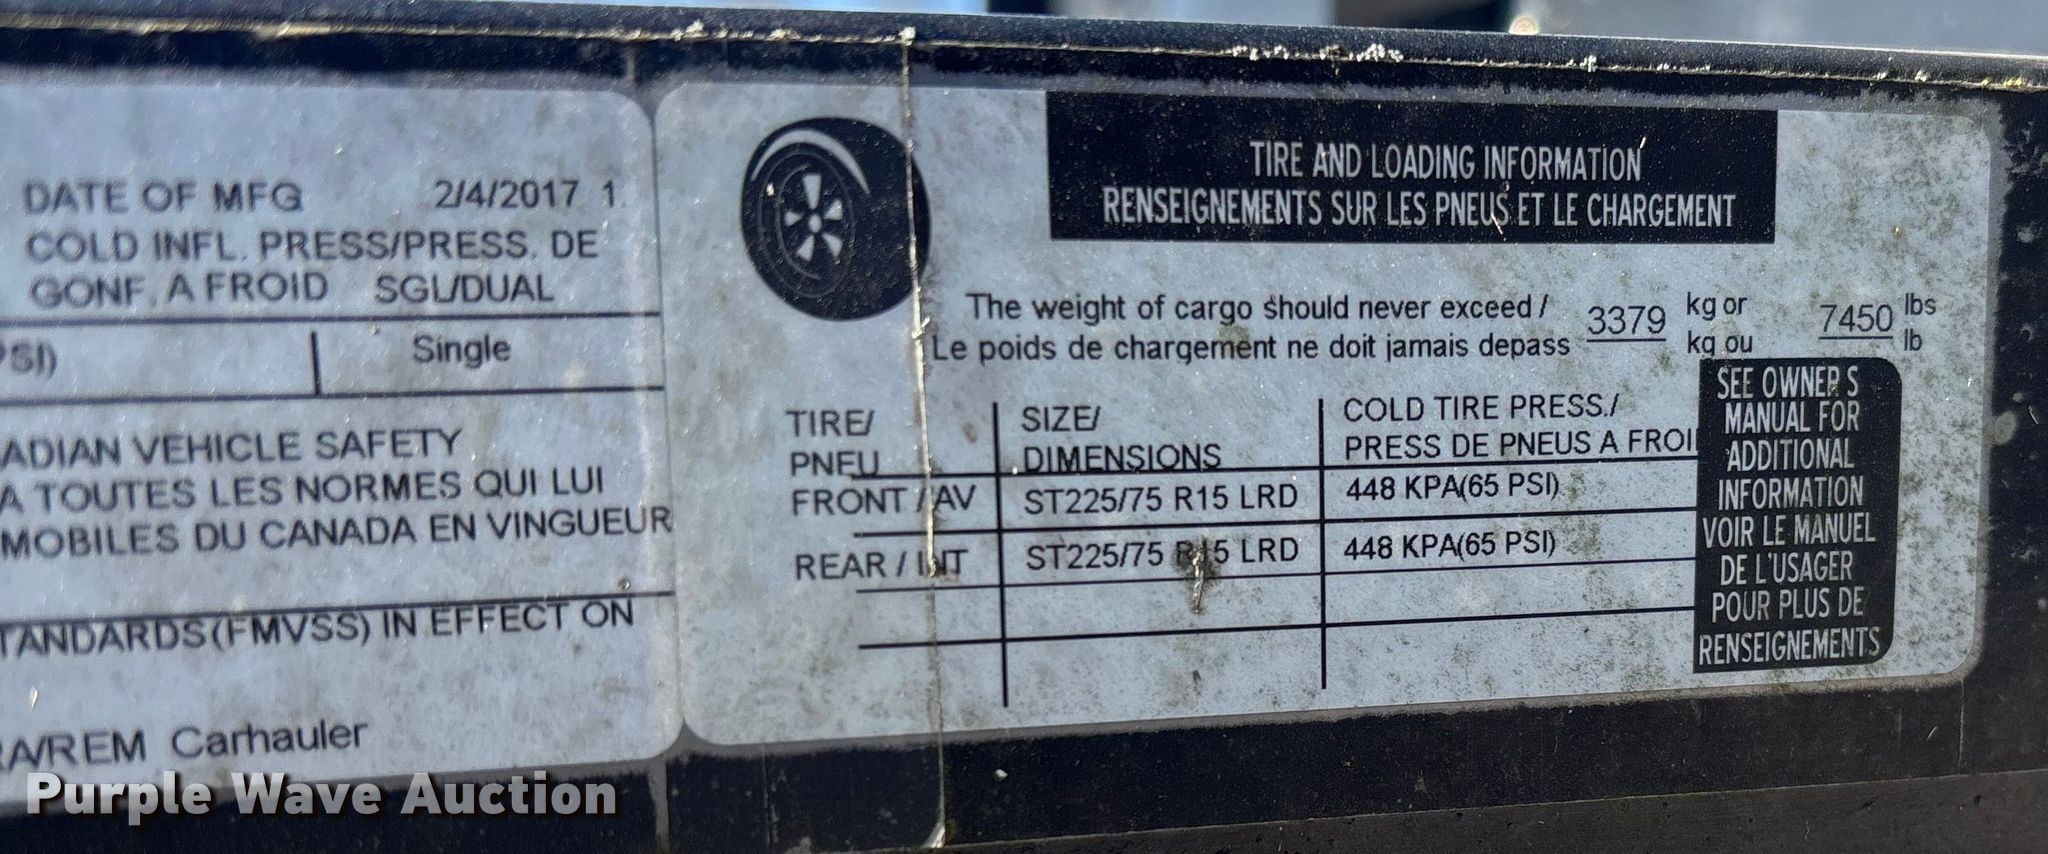 DATE OF MFG 2/4/2017 1
COLD INFL. PRESS/PRESS. DE
GONF. A FROID SGL/DUAL
PSI) Single
ADIAN VEHICLE SAFETY
A TOUTES LES NORMES QUI LUI
MOBILES DU CANADA EN VINGUEUR
TANDARDS(FMVSS) IN EFFECT ON
RA/REM Carhauler
TIRE AND LOADING INFORMATION
RENSEIGNEMENTS SUR LES PNEUS ET LE CHARGEMENT
The weight of cargo should never exceed / 3379 kg or 7450 lbs
Le poids de chargement ne doit jamais depass kg ou lb
TIRE/ SIZE/ COLD TIRE PRESS./
PNEU DIMENSIONS PRESS DE PNEUS A FROI
FRONT / AV ST225/75 R15 LRD 448 KPA(65 PSI)
REAR / INT ST225/75 R15 LRD 448 KPA(65 PSI)
SEE OWNER S
MANUAL FOR
ADDITIONAL
INFORMATION
VOIR LE MANUEL
DE L'USAGER
POUR PLUS DE
RENSEIGNEMENTS
Purple Wave Auction